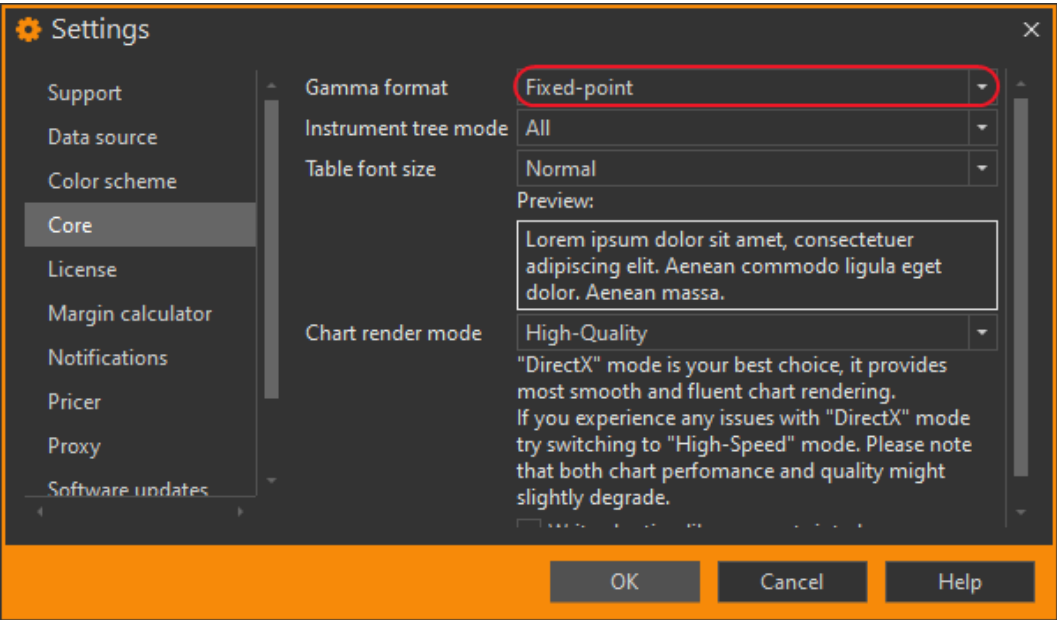 Settings
Support
Data source
Color scheme
Core
License
Margin calculator
Notifications
Pricer
Proxy
Software updates
Gamma format
Fixed-point
Instrument tree mode
All
Table font size
Normal
Preview:
Lorem ipsum dolor sit amet, consectetuer
adipiscing elit. Aenean commodo ligula eget
dolor. Aenean massa.
Chart render mode
High-Quality
"DirectX" mode is your best choice, it provides
most smooth and fluent chart rendering.
If you experience any issues with "DirectX" mode
try switching to "High-Speed" mode. Please note
that both chart perfomance and quality might
slightly degrade.
OK
Cancel
Help